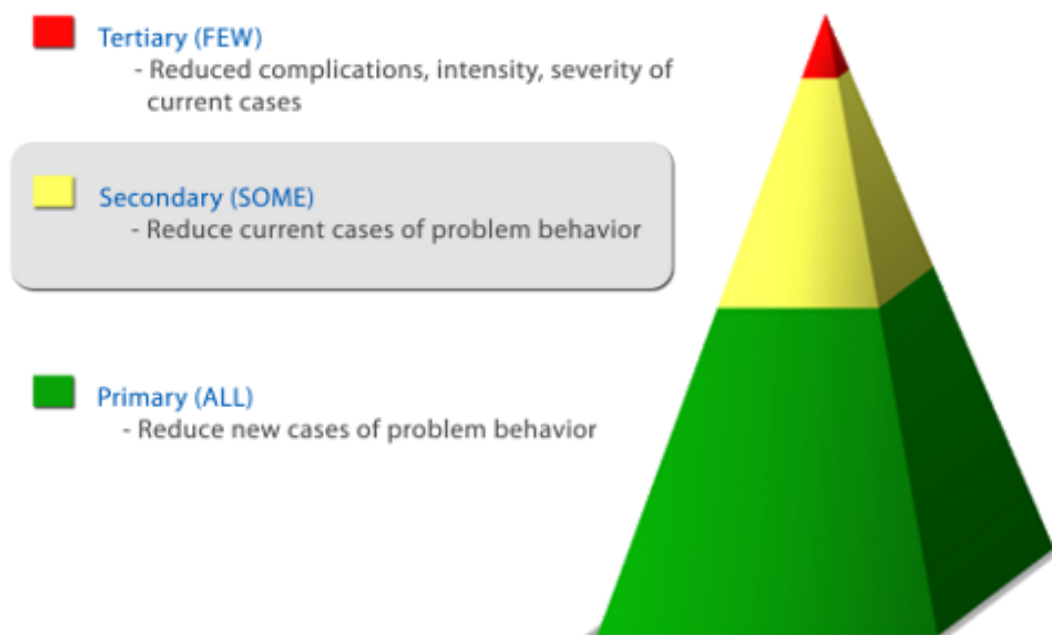 Tertiary (FEW)
- Reduced complications, intensity, severity of
current cases
Secondary (SOME)
- Reduce current cases of problem behavior
Primary (ALL)
- Reduce new cases of problem behavior